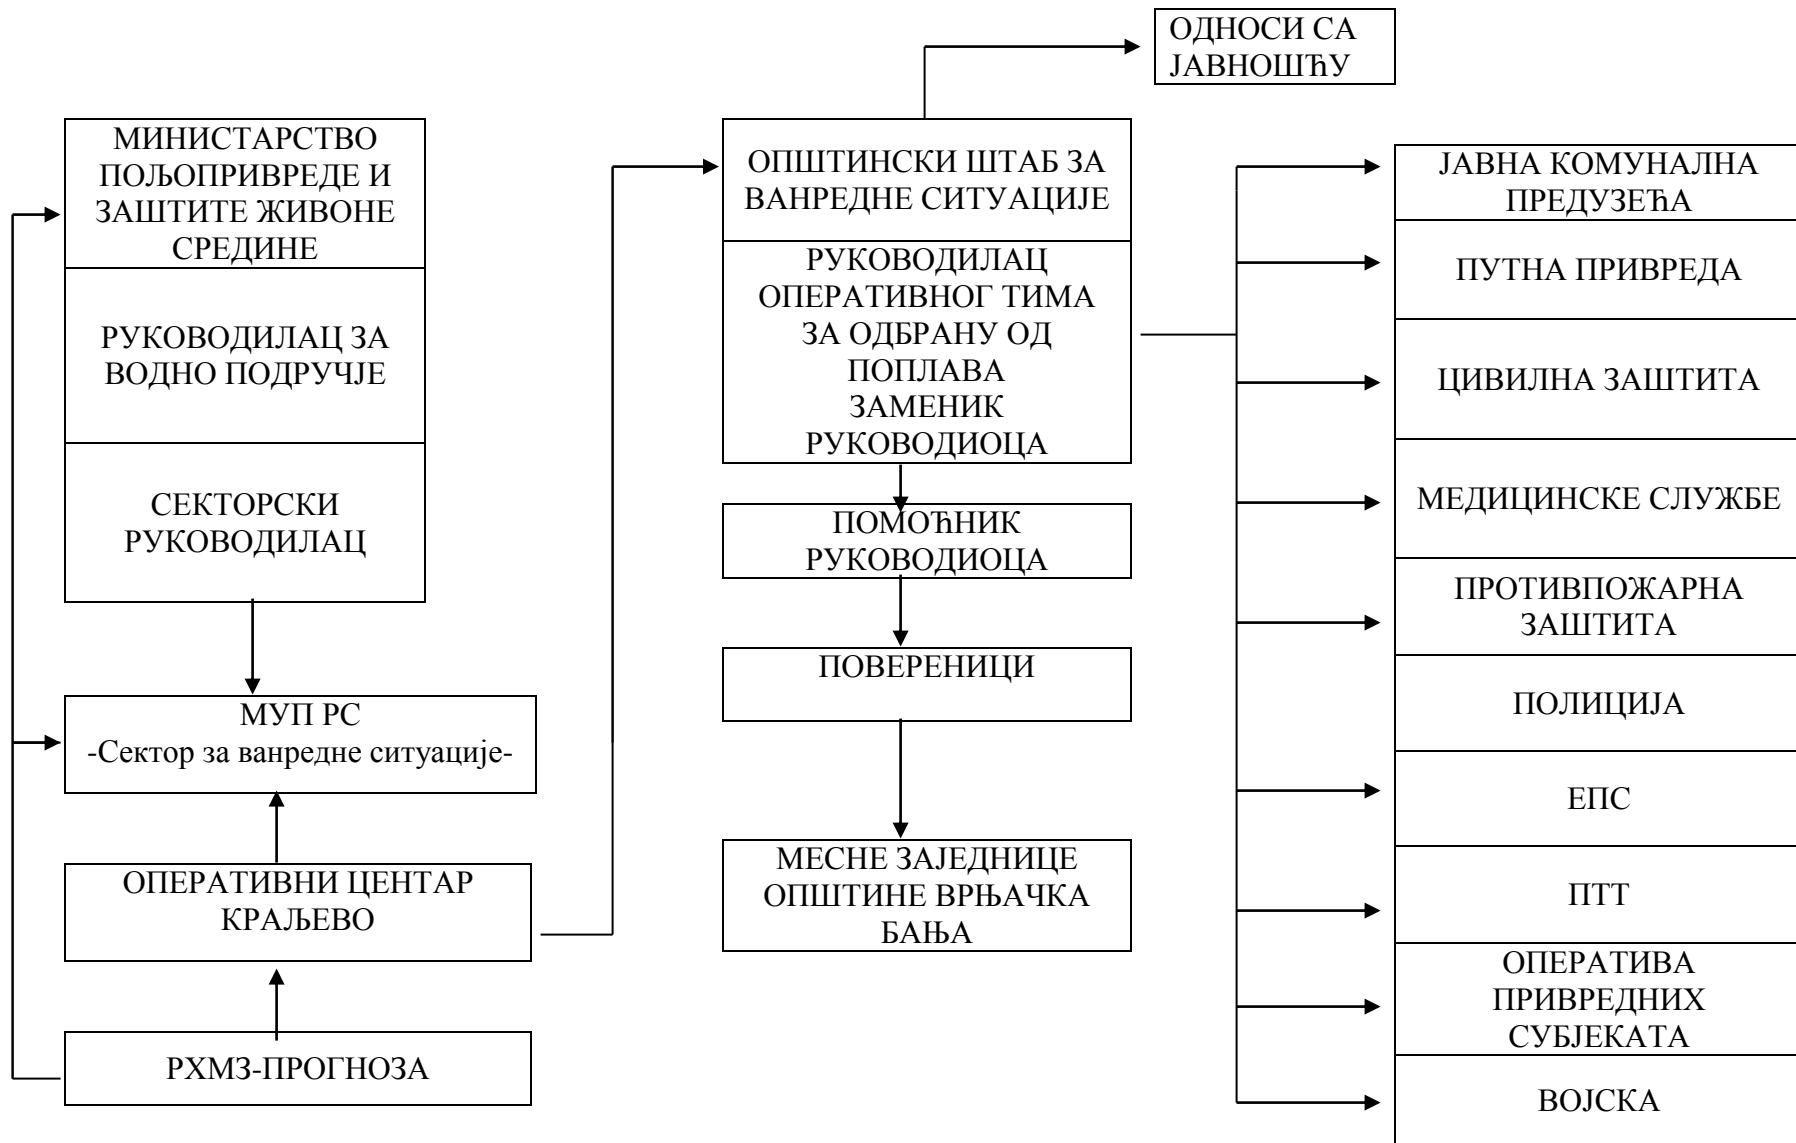 ОДНОСИ СА
ЈАВНОШЋУ
МИНИСТАРСТВО
ПОЉОПРИВРЕДЕ И
ЗАШТИТЕ ЖИВОНЕ
СРЕДИНЕ
РУКОВОДИЛАЦ ЗА
ВОДНО ПОДРУЧЈЕ
СЕКТОРСКИ
РУКОВОДИЛАЦ
МУП РС
-Сектор за ванредне ситуације-
ОПЕРАТИВНИ ЦЕНТАР
КРАЉЕВО
РХМЗ-ПРОГНОЗА
ОПШТИНСКИ ШТАБ ЗА
ВАНРЕДНЕ СИТУАЦИЈЕ
РУКОВОДИЛАЦ
ОПЕРАТИВНОГ ТИМА
ЗА ОДБРАНУ ОД
ПОПЛАВА
ЗАМЕНИК
РУКОВОДИОЦА
ПОМОЋНИК
РУКОВОДИОЦА
ПОВЕРЕНИЦИ
МЕСНЕ ЗАЈЕДНИЦЕ
ОПШТИНЕ ВРЊАЧКА
БАЊА
ЈАВНА КОМУНАЛНА
ПРЕДУЗЕЋА
ПУТНА ПРИВРЕДА
ЦИВИЛНА ЗАШТИТА
МЕДИЦИНСКЕ СЛУЖБЕ
ПРОТИВПОЖАРНА
ЗАШТИТА
ПОЛИЦИЈА
ЕПС
ПТТ
ОПЕРАТИВА
ПРИВРЕДНИХ
СУБЈЕКАТА
ВОЈСКА